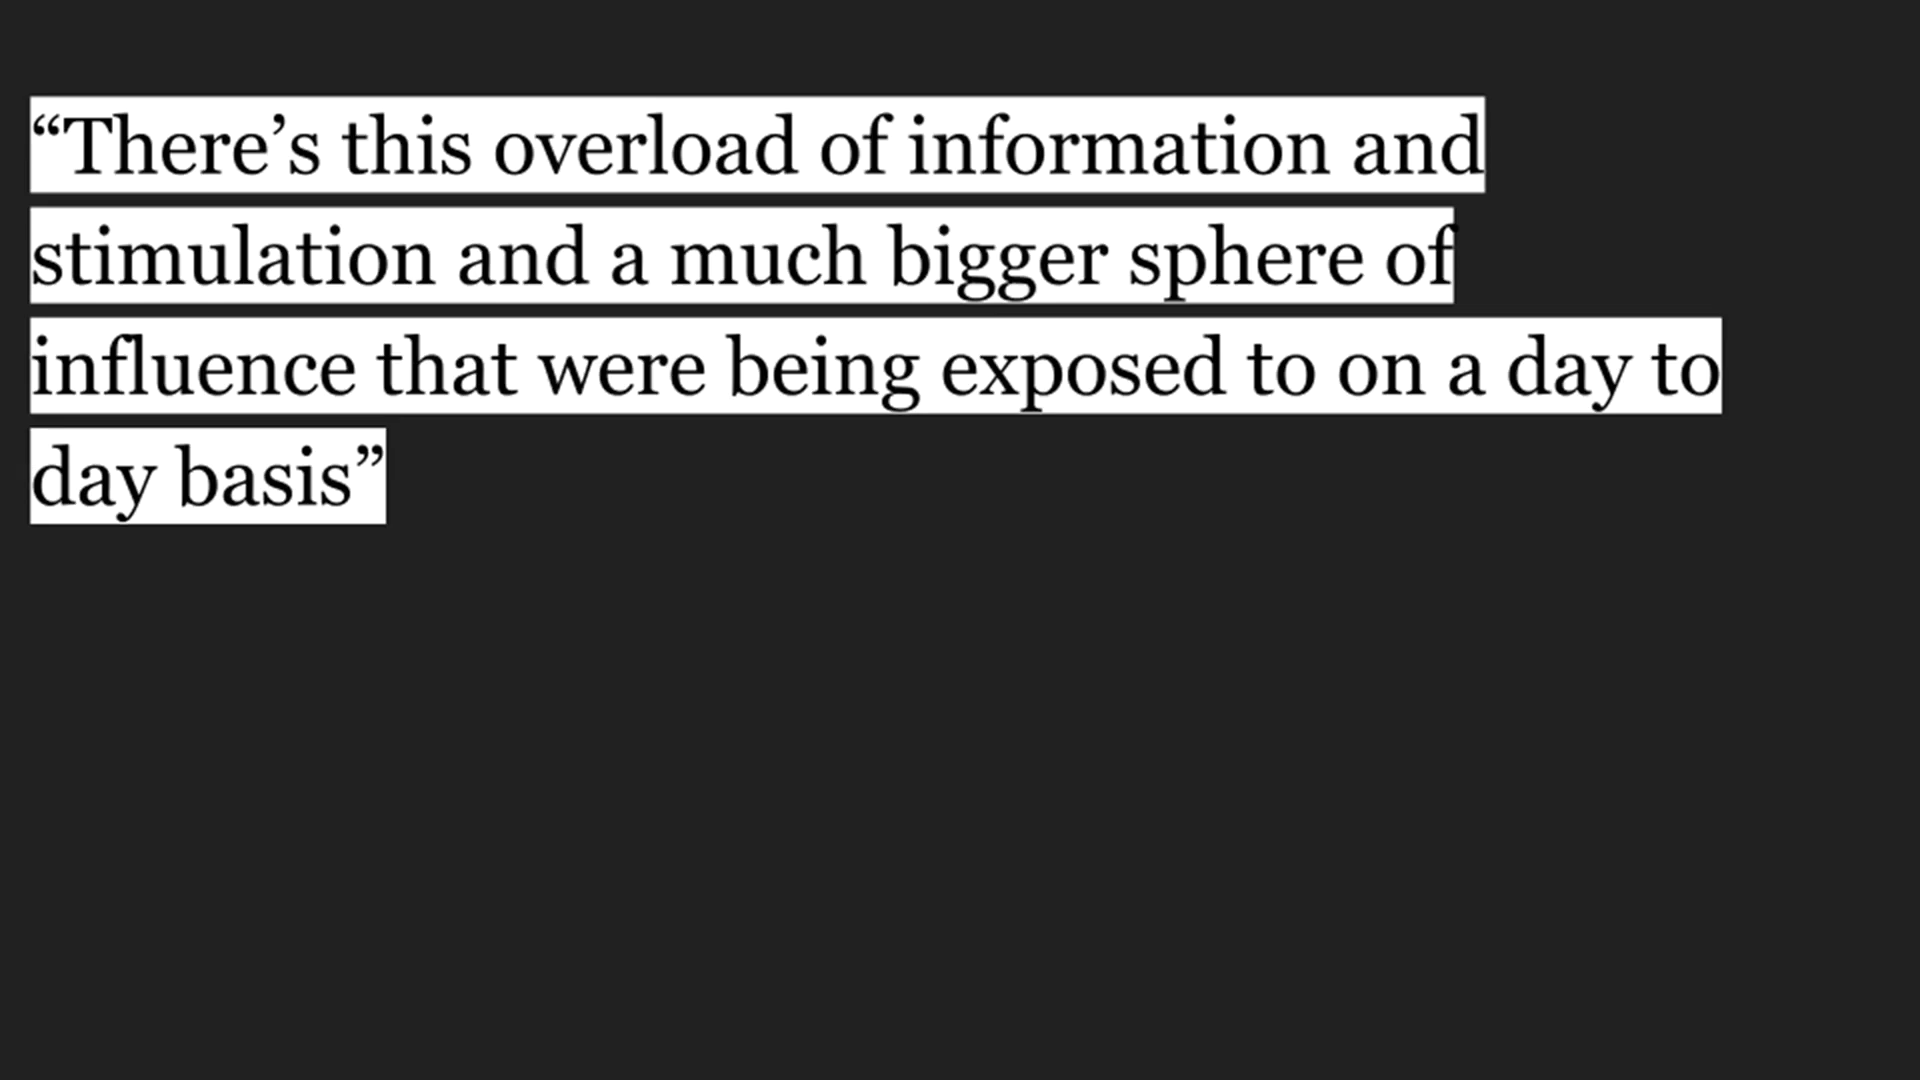 “There’s this overload of information and
stimulation and a much bigger sphere of
influence that were being exposed to on a day to
day basis”